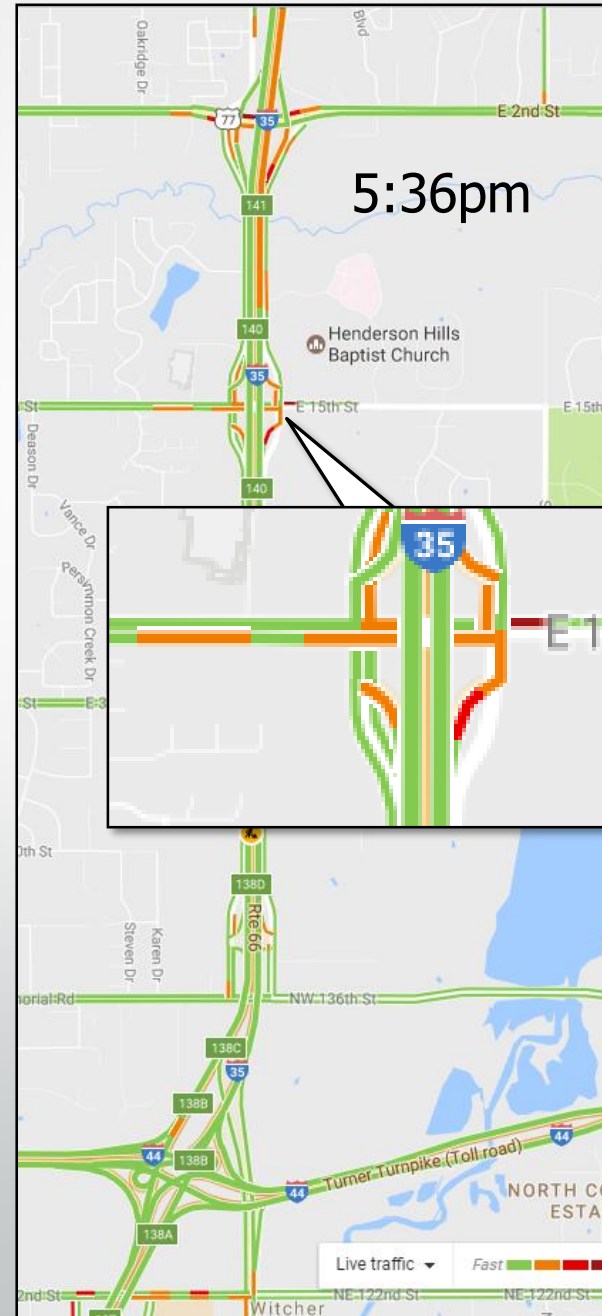 Oakridge Dr
Blvd
E 2nd St
77
35
5:36pm
141
140
Henderson Hills
Baptist Church
35
St
E 15th St
E 15th
Deason Dr
140
Vance Dr
Persimmon Creek Dr
35
E 1
St
E 3
0th St
138D
Rte 66
Steven Dr
Karen Dr
morial Rd
NW 136th St
138C
35
138B
44
138B
44
44
Turner Turnpike (Toll road)
NORTH CO
ESTA
138A
Live traffic
Fast
2nd St
NE 122nd St
NE 122nd St
Witcher